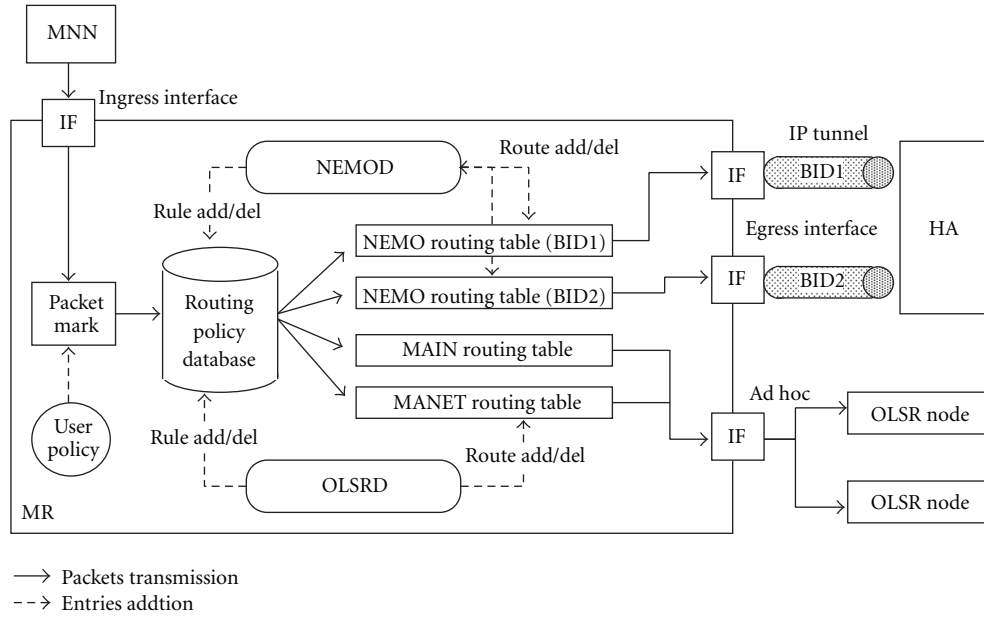 MNN
Ingress interface
IF
NEMOD
Route add/del
Rule add/del
IP tunnel
IF
BID1
HA
NEMO routing table (BID1)
Egress interface
NEMO routing table (BID2)
IF
BID2
Packet
mark
Routing
policy
database
MAIN routing table
MANET routing table
Ad hoc
IF
OLSR node
OLSR node
User
policy
Rule add/del
Route add/del
OLSRD
MR
Packets transmission
Entries addtion